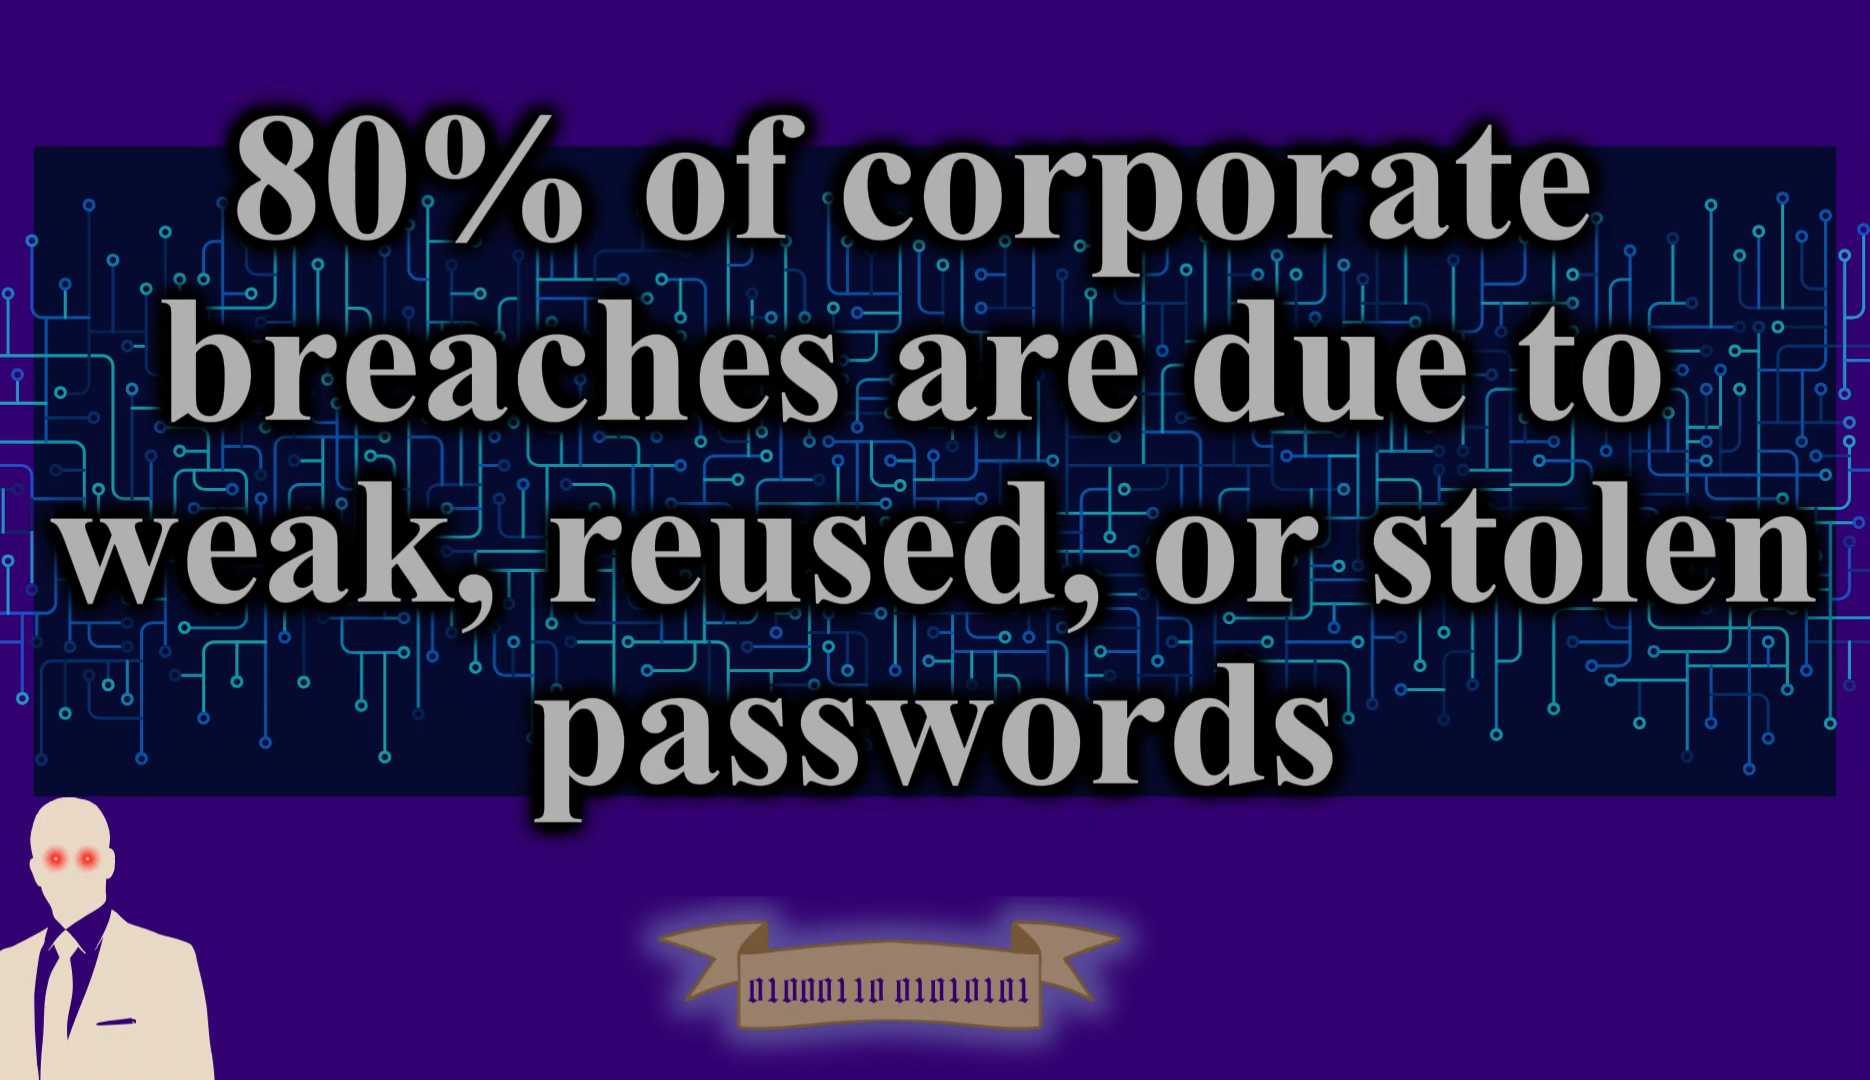 80% of corporate
breaches are due to
weak, reused, or stolen
passwords
01000110 01010101